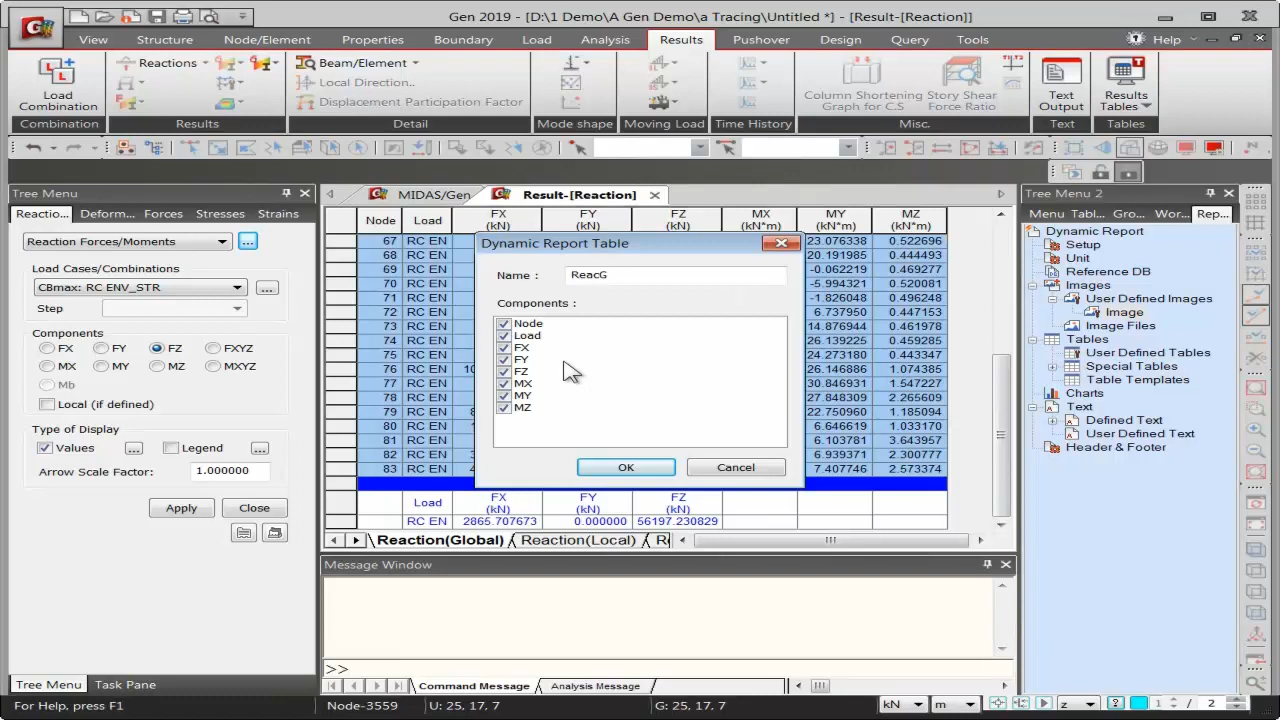 Gen 2019 - [D:\1 Demo\A Gen Demo\a Tracing\Untitled *] - [Result-[Reaction]]
View Structure Node/Element Properties Boundary Load Analysis Results Pushover Design Query Tools Help
Reactions Beam/Element
Local Direction..
Displacement Participation Factor
Load Combination
Column Shortening Graph for C.S
Story Shear Force Ratio
Text Output
Results Tables
Combination Results Detail Mode shape Moving Load Time History Misc. Text Tables
Tree Menu
Reactio... Deform... Forces Stresses Strains
Reaction Forces/Moments ...
Load Cases/Combinations
CBmax: RC ENV_STR ...
Step
Components
FX FY FZ FXYZ
MX MY MZ MXYZ
Mb
Local (if defined)
Type of Display
Values ... Legend ...
Arrow Scale Factor: 1.000000
Apply Close
Tree Menu Task Pane
MIDAS/Gen Result-[Reaction]
Node Load FX (kN) FY (kN) FZ (kN) MX (kN*m) MY (kN*m) MZ (kN*m)
67 RC EN 23.076338 0.522696
68 RC EN 20.191985 0.444493
69 RC EN -0.062219 0.469277
70 RC EN -5.994321 0.520081
71 RC EN -1.826048 0.496248
72 RC EN 6.737950 0.447153
73 RC EN 14.876944 0.439228
74 RC EN 26.139126 0.459285
75 RC EN 24.273180 0.443347
76 RC EN 10 26.146886 1.074385
77 RC EN 30.846931 1.547227
78 RC EN 27.848828 2.265609
79 RC EN 8 22.750960 1.185094
80 RC EN 6.646619 1.033170
81 RC EN 6.103781 3.643957
82 RC EN 6.939371 2.300777
83 RC EN 7.407746 2.573374
Load FX (kN) FY (kN) FZ (kN)
RC EN 2865.707673 0.000000 56197.230829
Reaction(Global) Reaction(Local)
Dynamic Report Table
Name : ReacG
Components :
Node
Load
FX
FY
FZ
MX
MY
MZ
OK Cancel
Message Window
>>
Command Message Analysis Message
Tree Menu 2
Menu Tabl... Gro... Wor... Rep...
Dynamic Report
Setup
Unit
Reference DB
Images
User Defined Images
Image
Image Files
Tables
User Defined Tables
Special Tables
Table Templates
Charts
Text
Defined Text
User Defined Text
Header & Footer
For Help, press F1 Node-3559 U: 25, 17, 7 G: 25, 17, 7 kN m z ? 1 / 2